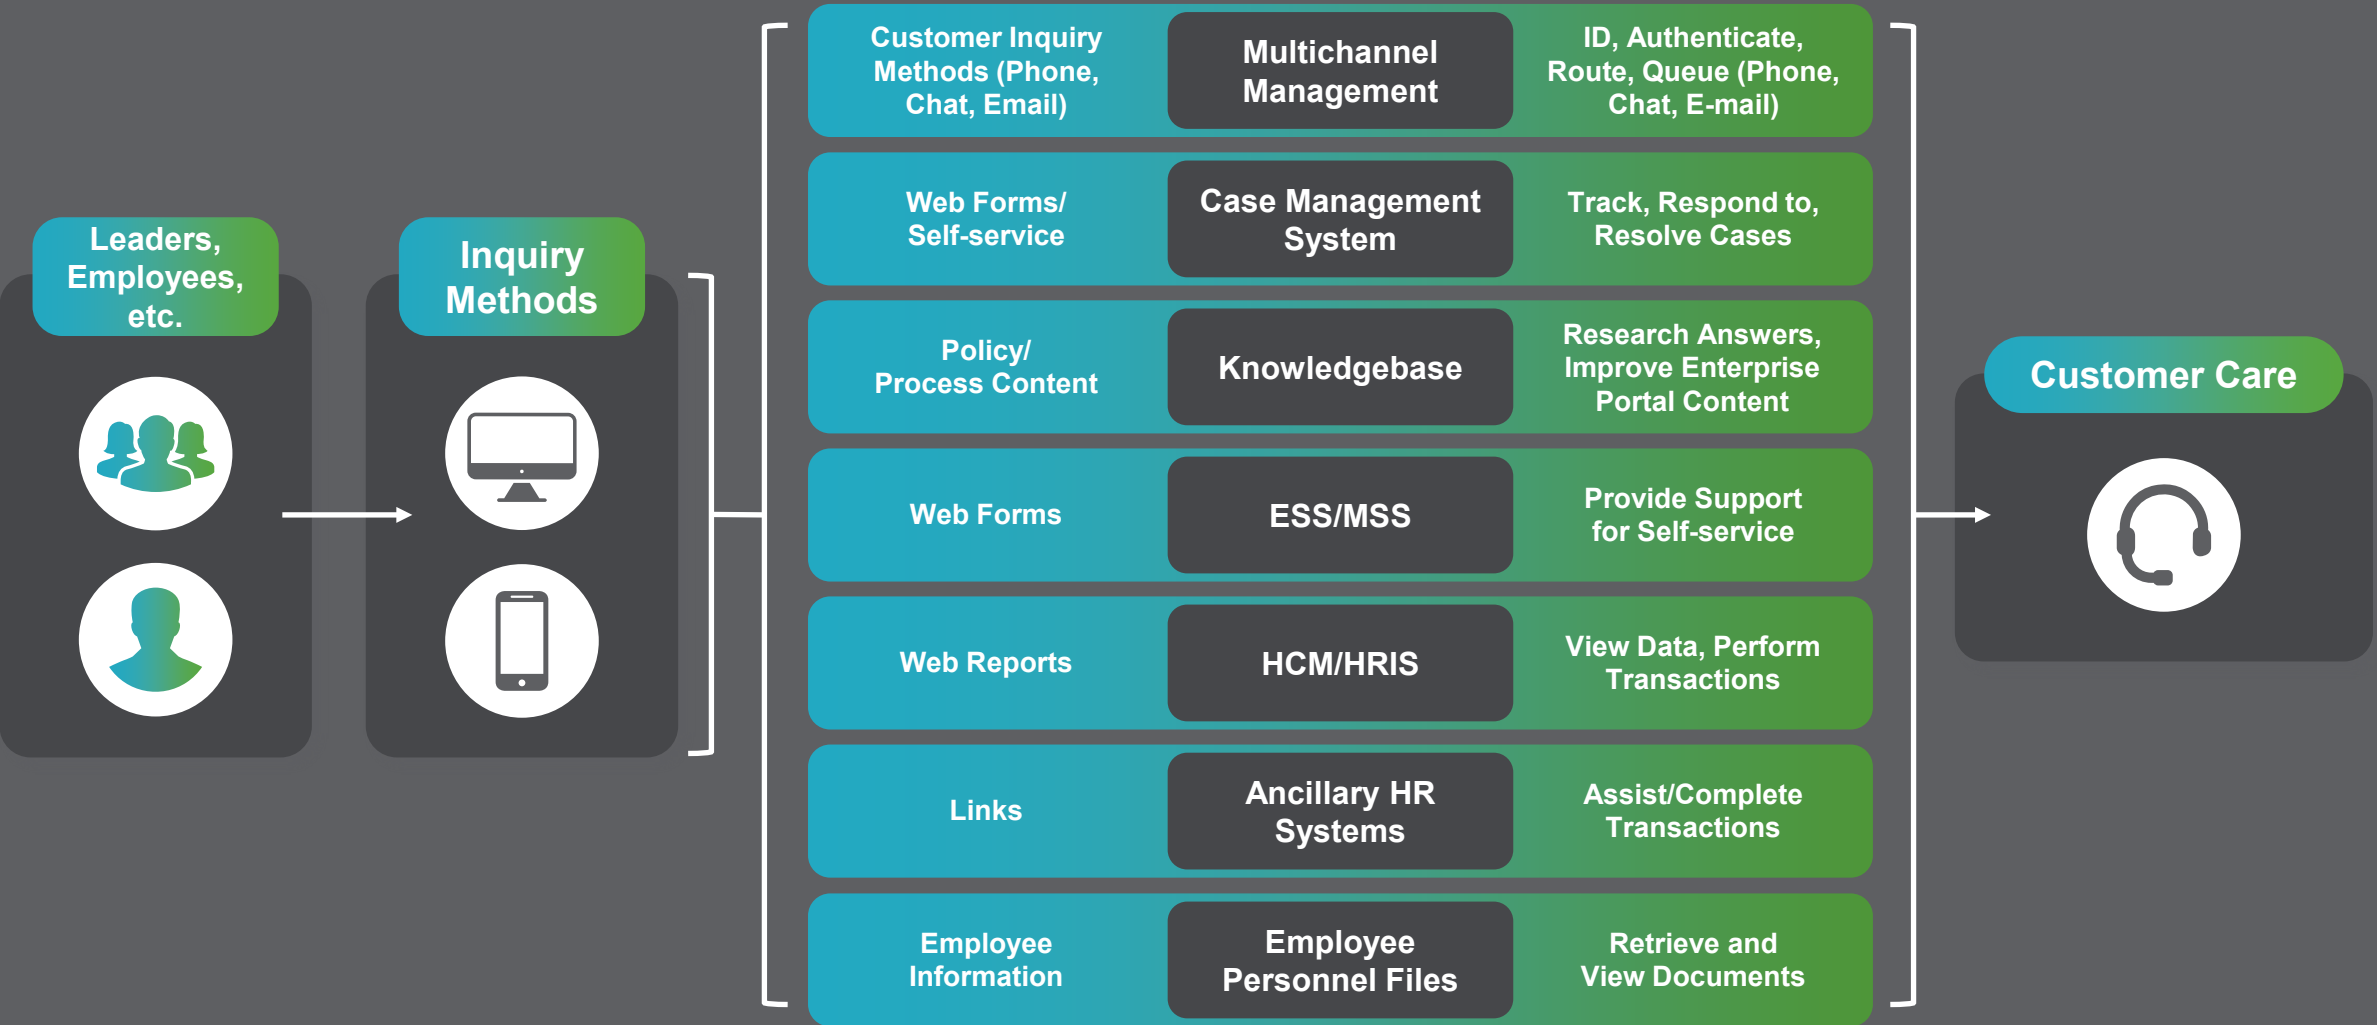 Leaders,
Employees,
etc.
Inquiry
Methods
Customer Inquiry
Methods (Phone,
Chat, Email)
Multichannel
Management
ID, Authenticate,
Route, Queue (Phone,
Chat, E-mail)
Web Forms/
Self-service
Case Management
System
Track, Respond to,
Resolve Cases
Policy/
Process Content
Knowledgebase
Research Answers,
Improve Enterprise
Portal Content
Web Forms
ESS/MSS
Provide Support
for Self-service
Web Reports
HCM/HRIS
View Data, Perform
Transactions
Links
Ancillary HR
Systems
Assist/Complete
Transactions
Employee
Information
Employee
Personnel Files
Retrieve and
View Documents
Customer Care